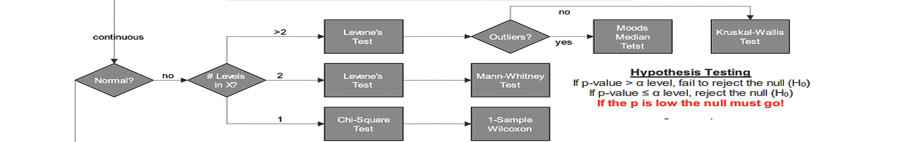 no
>2
Levene's
Test
Outliers?
yes
Moods
Median
Tetst
Kruskal-Wallis
Test
continuous
Normal?
no
# Levels
in X?
2
Levene's
Test
Mann-Whitney
Test
1
Chi-Square
Test
1-Sample
Wilcoxon
Hypothesis Testing
If p-value > α level, fail to reject the null (H₀)
If p-value ≤ α level, reject the null (H₀)
If the p is low the null must go!